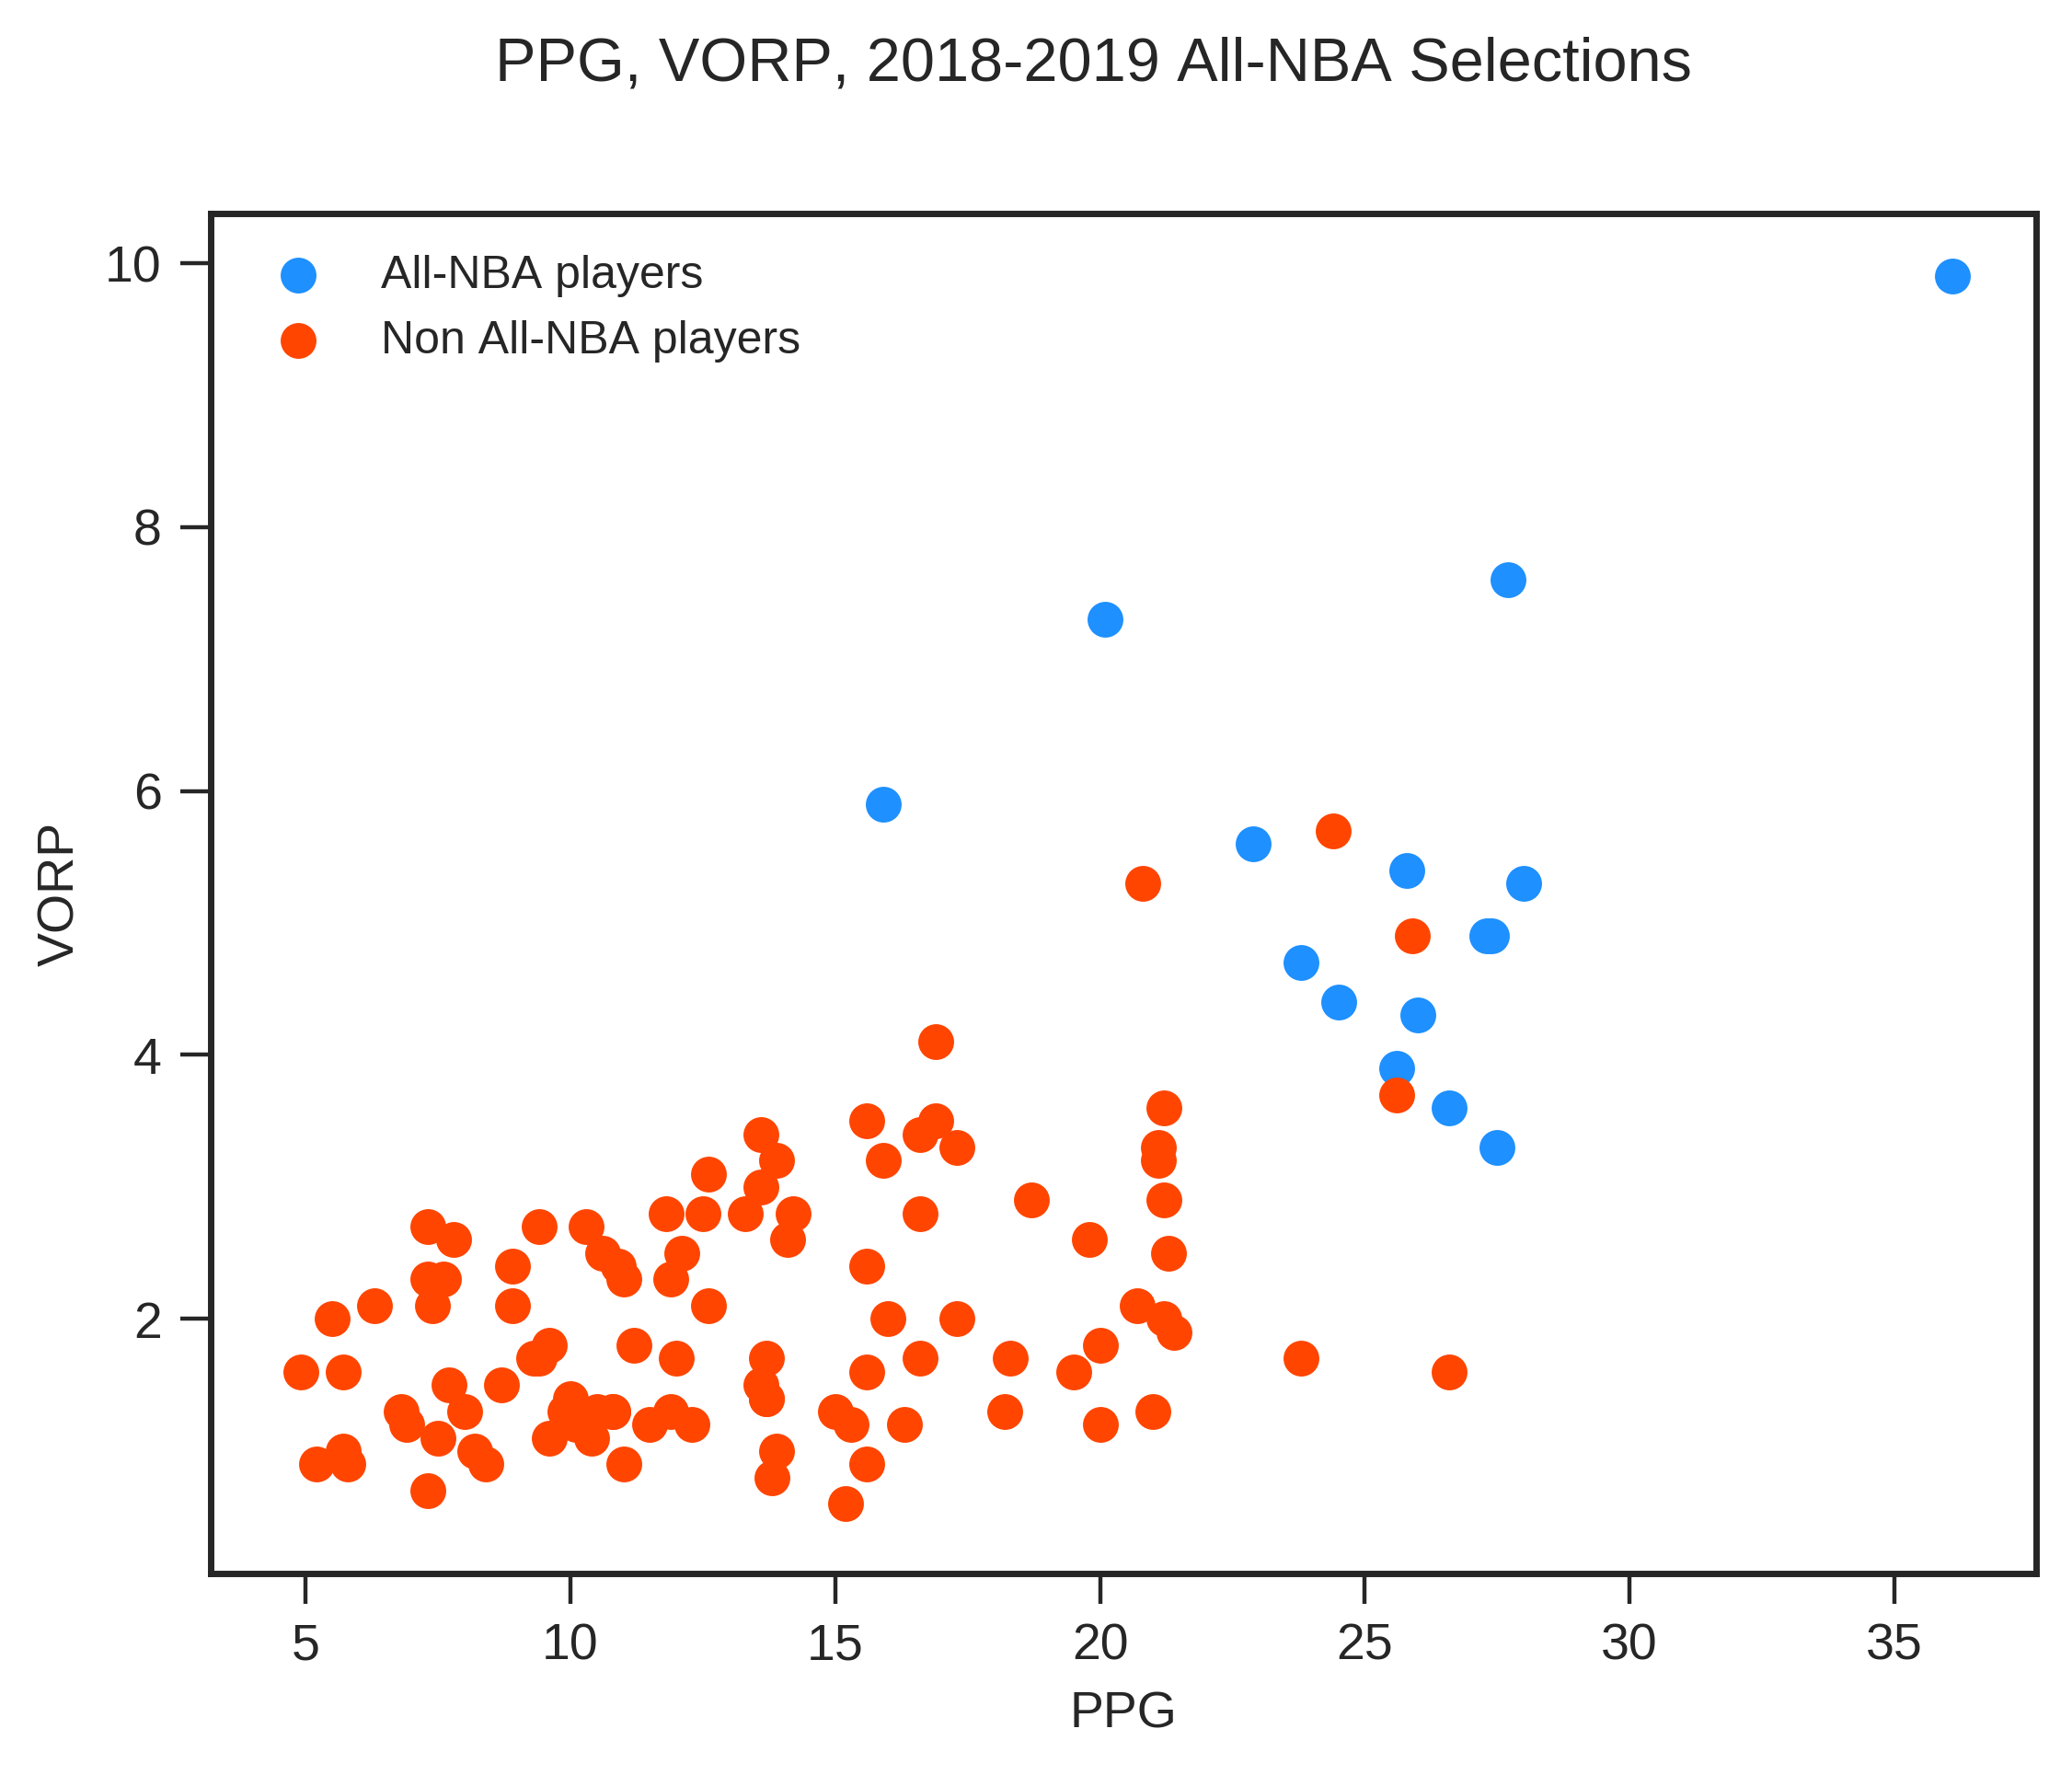 PPG, VORP, 2018-2019 All-NBA Selections
All-NBA players
Non All-NBA players
10
8
6
4
2
VORP
5 10 15 20 25 30 35
PPG